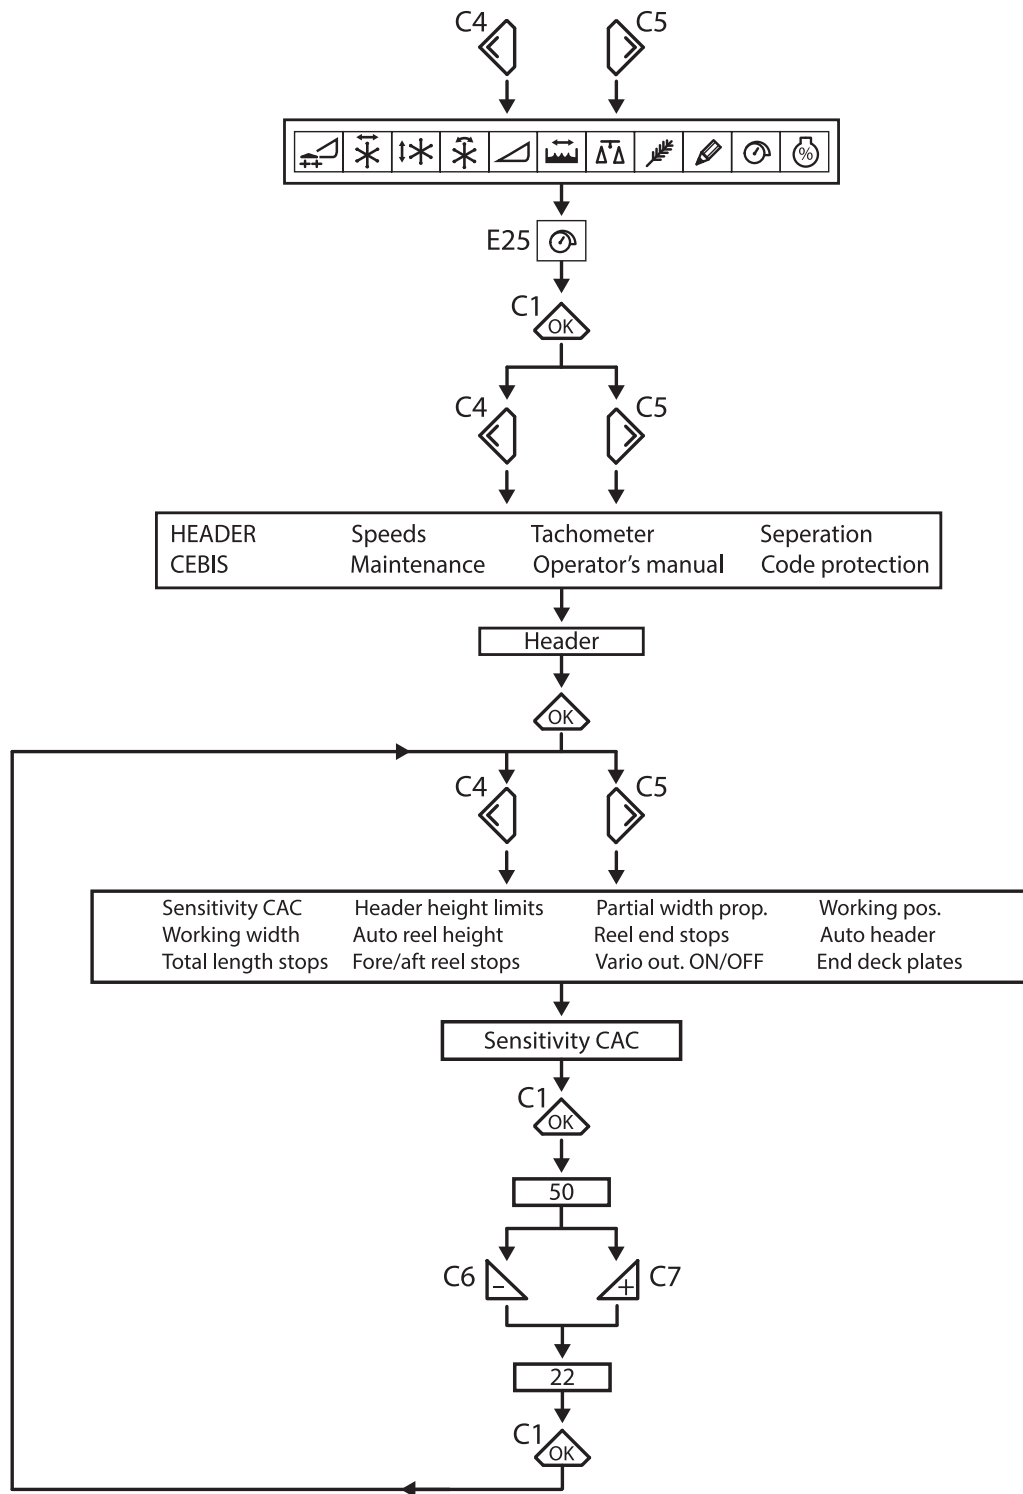 C4 C5
%
E25
C1
OK
C4 C5
HEADER Speeds Tachometer Seperation
CEBIS Maintenance Operator's manual Code protection
Header
OK
C4 C5
Sensitivity CAC Header height limits Partial width prop. Working pos.
Working width Auto reel height Reel end stops Auto header
Total length stops Fore/aft reel stops Vario out. ON/OFF End deck plates
Sensitivity CAC
C1
OK
50
C6 - + C7
22
C1
OK